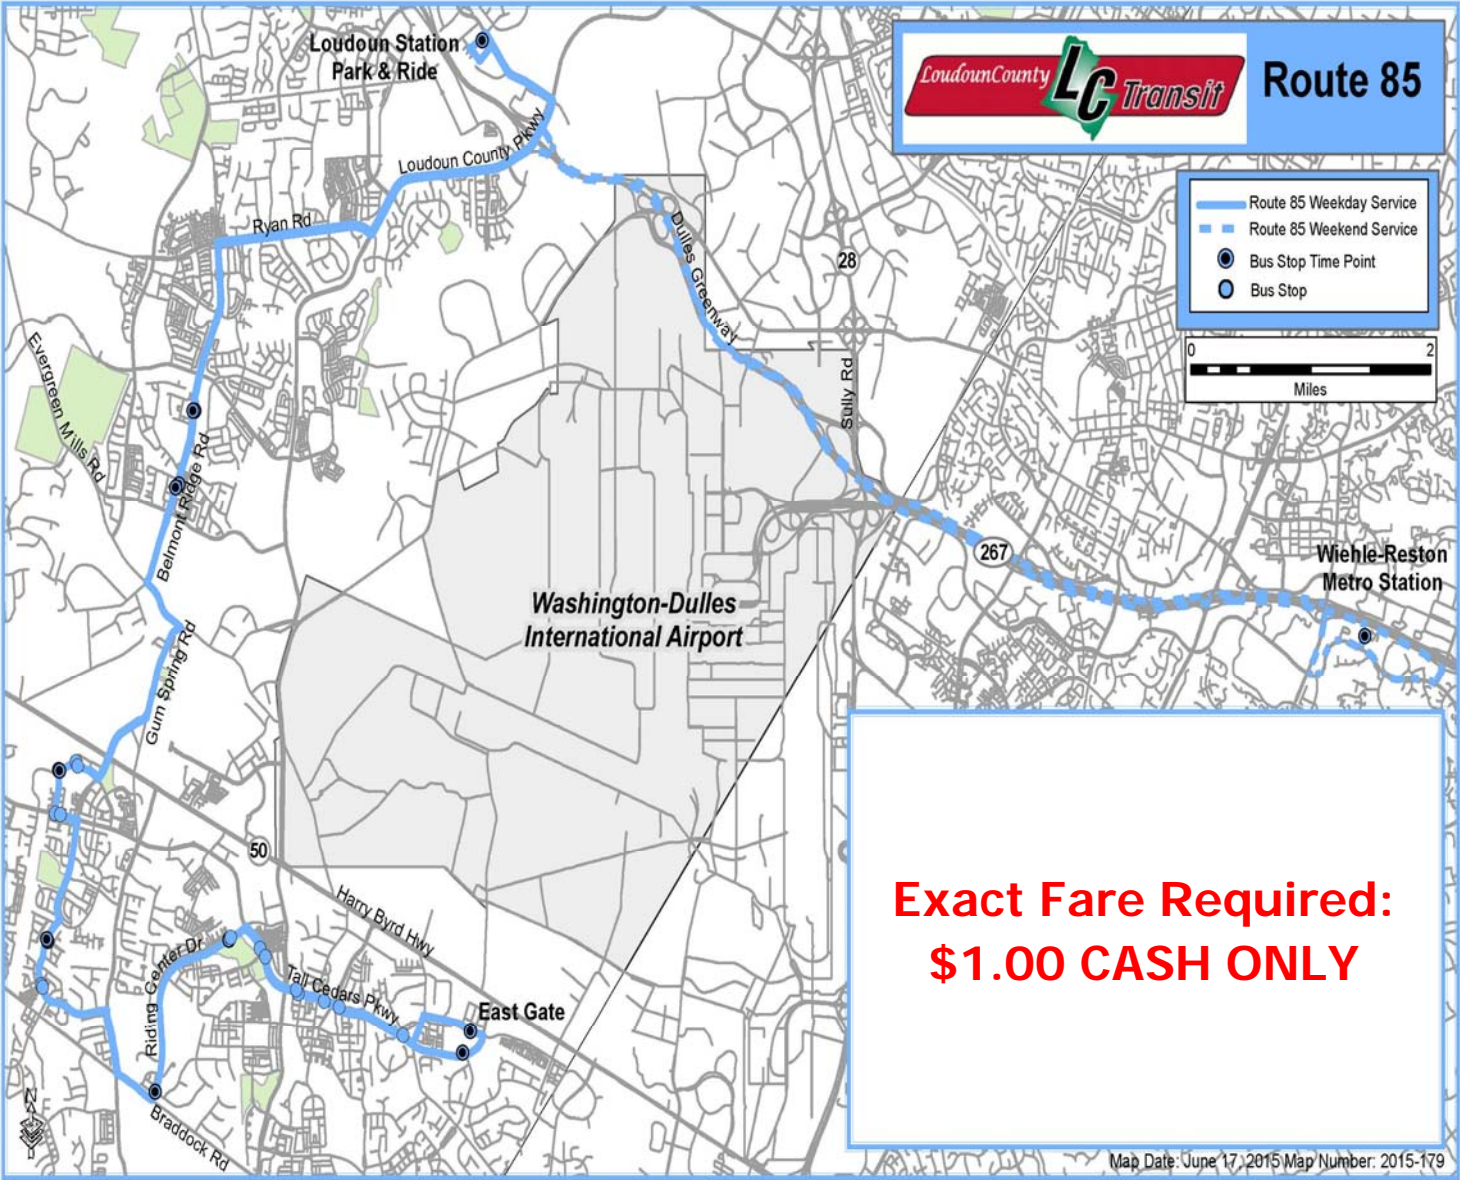 Loudoun Station
Park & Ride
LoudounCounty
LC
Transit
Route 85
Route 85 Weekday Service
Route 85 Weekend Service
Bus Stop Time Point
Bus Stop
0
2
Miles
Loudoun County Pkwy
Ryan Rd
Dulles Greenway
28
Sully Rd
Evergreen Mills Rd
Belmont Ridge Rd
267
Wiehle-Reston
Metro Station
Washington-Dulles
International Airport
Gum Spring Rd
50
Harry Byrd Hwy
Riding Center Dr
Tall Cedars Pkwy
East Gate
Braddock Rd
N
Exact Fare Required:
$1.00 CASH ONLY
Map Date: June 17, 2015 Map Number: 2015-179